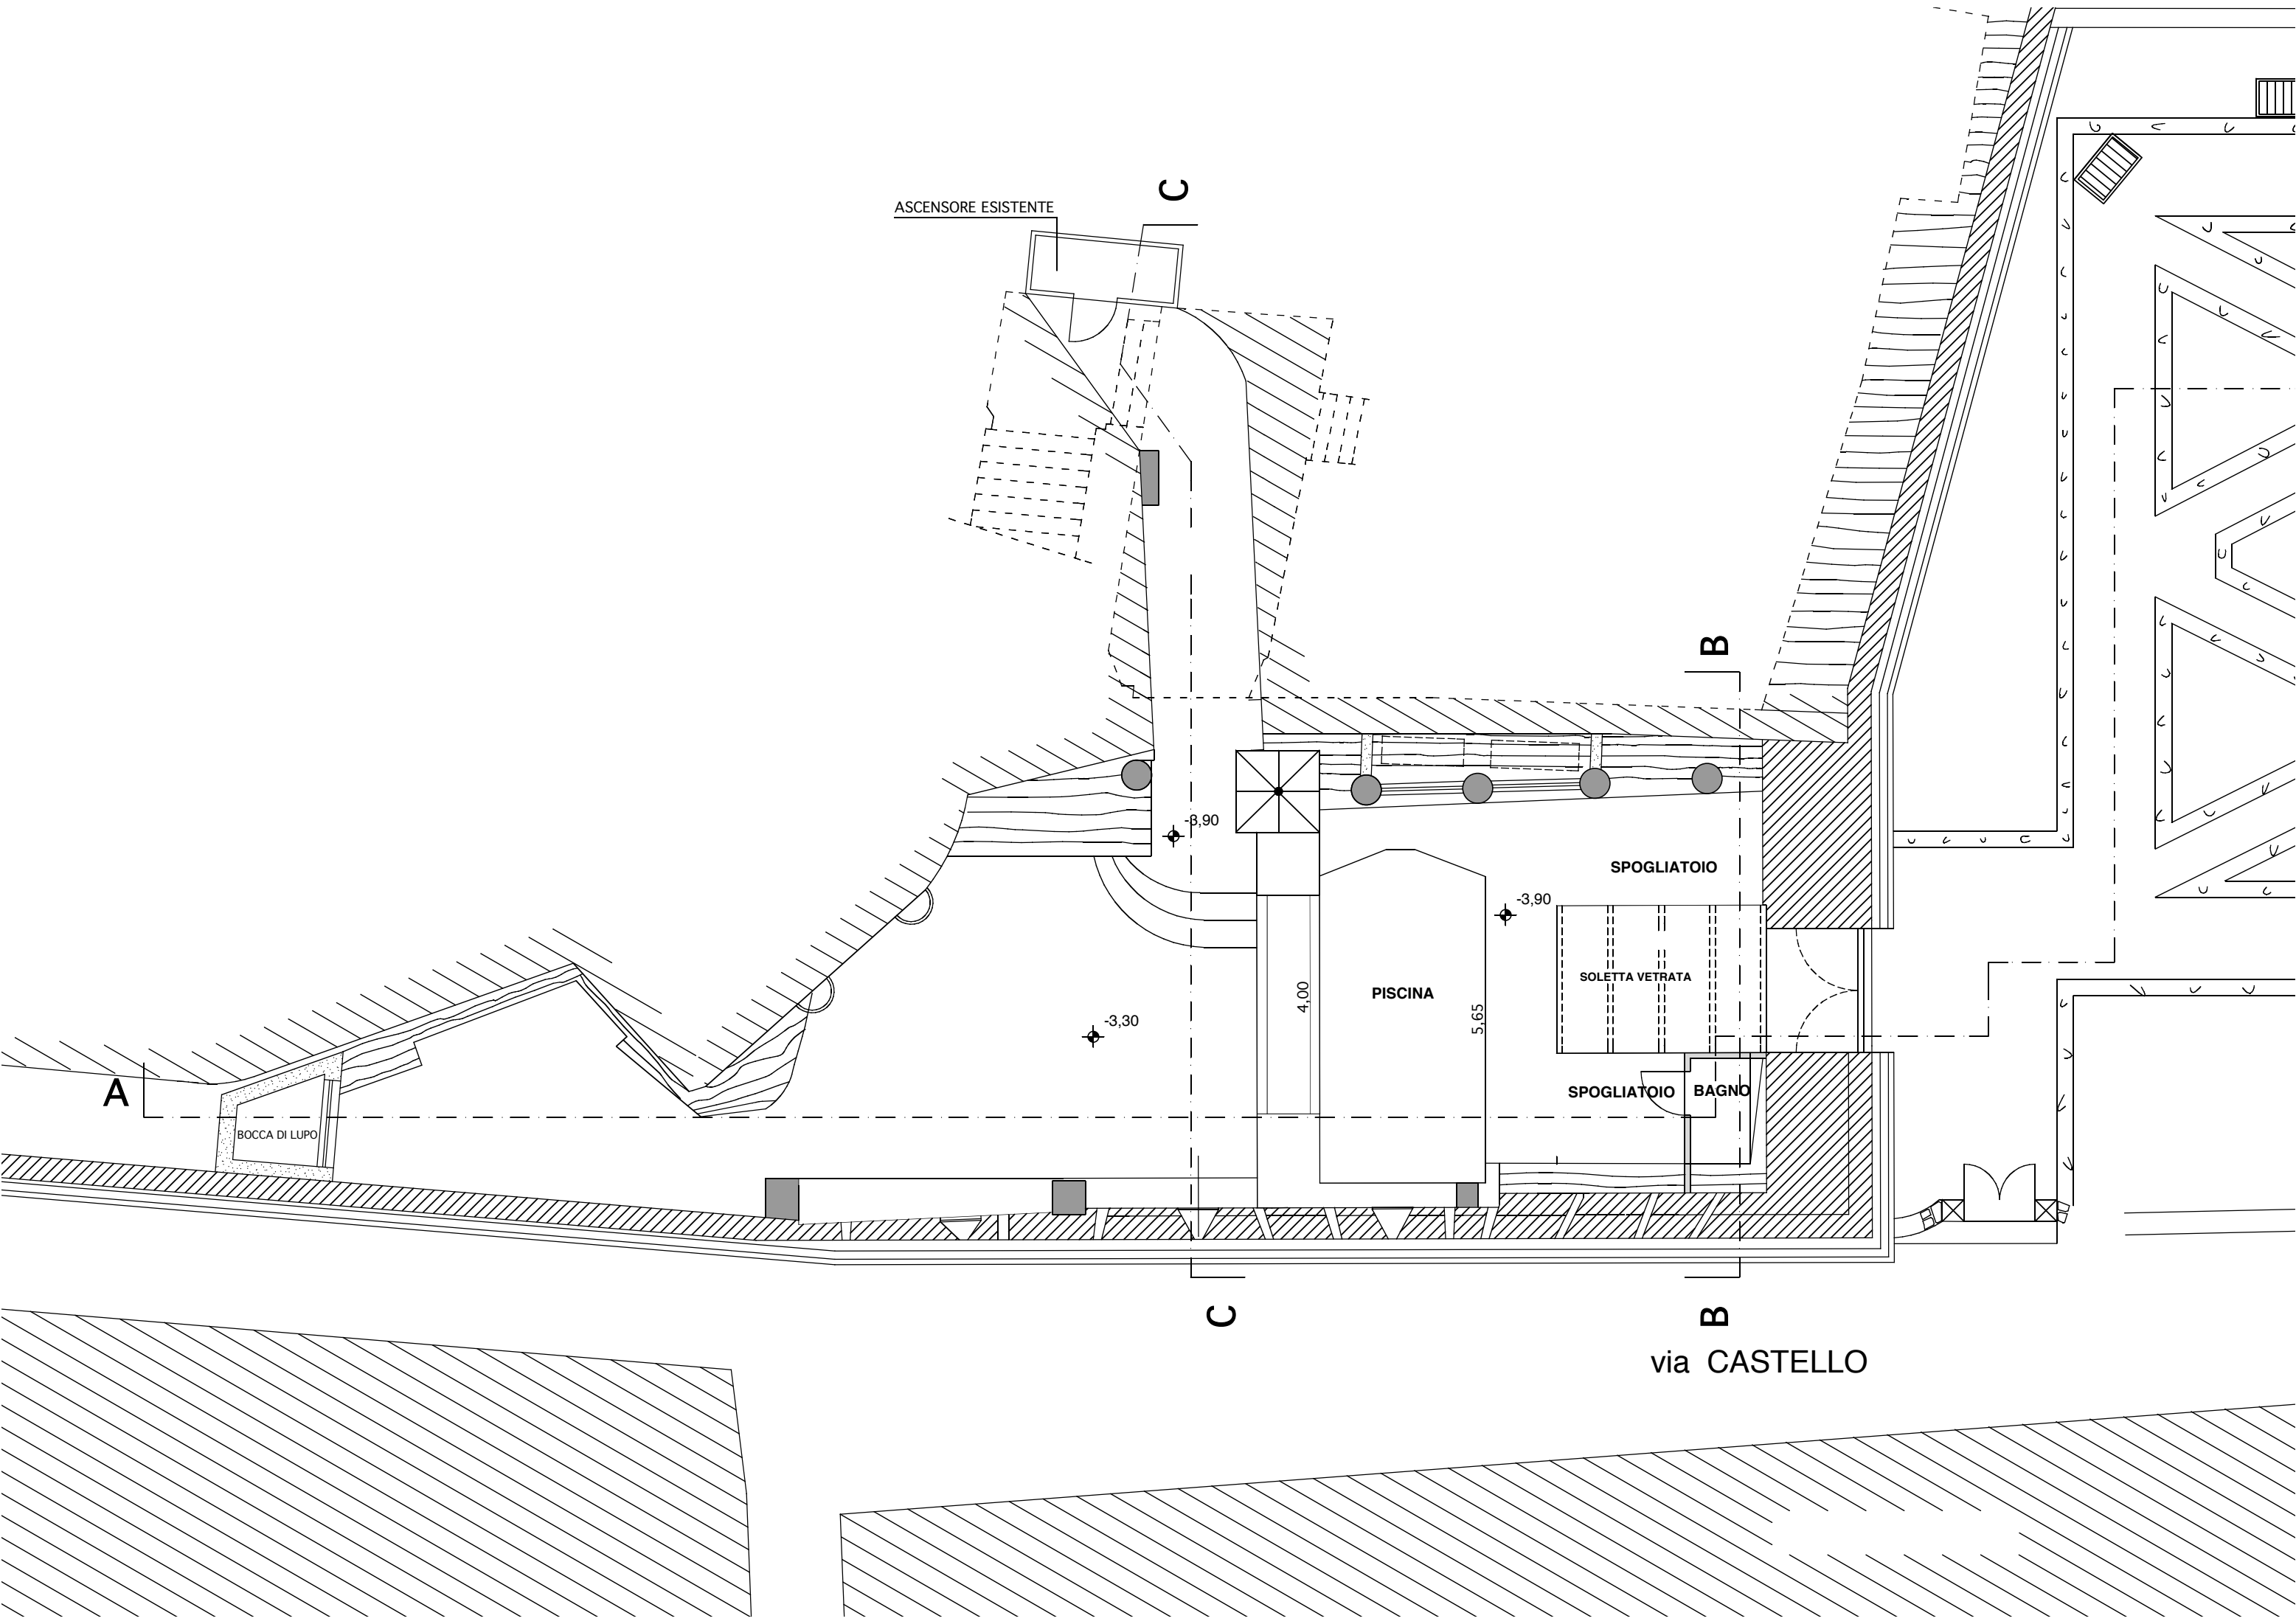 C
ASCENSORE ESISTENTE
B
-3,90
SPOGLIATOIO
-3,90
SOLETTA VETRATA
PISCINA
4,00
5,65
-3,30
A
SPOGLIATOIO
BAGNO
BOCCA DI LUPO
C
B
via CASTELLO